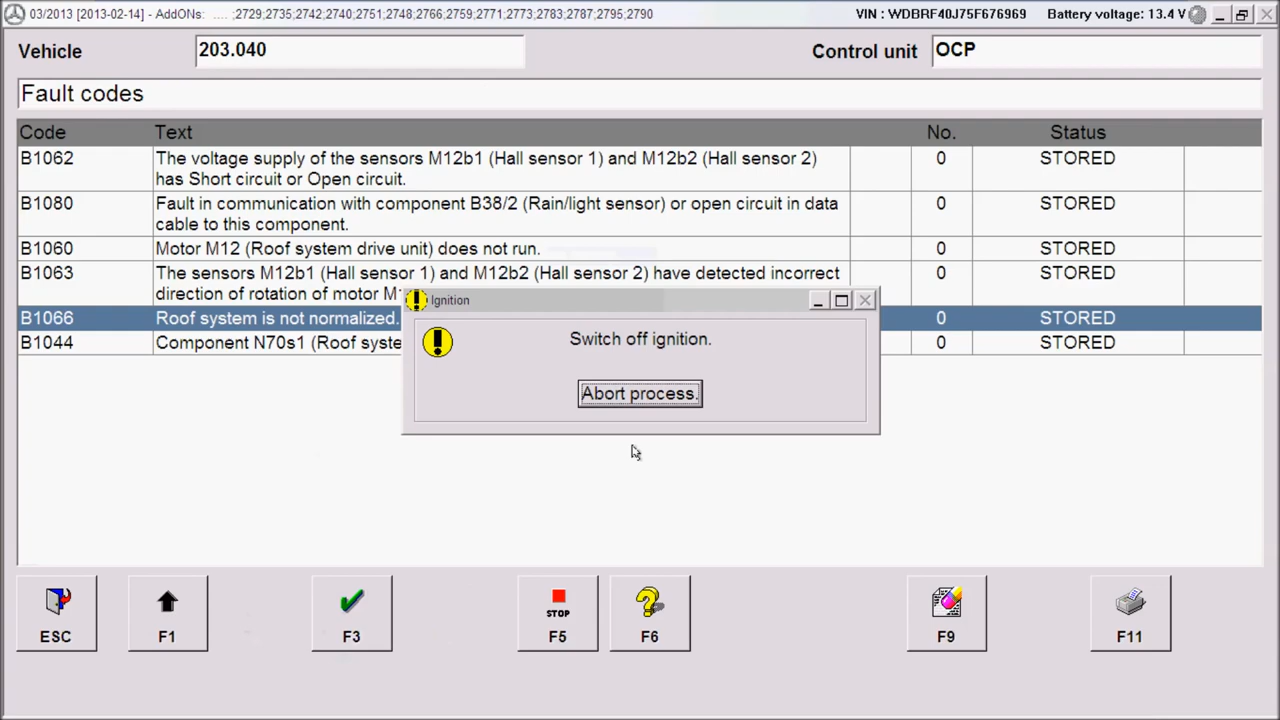 03/2013 [2013-02-14] - AddONs: .... ;2729;2735;2742;2740;2751;2748;2766;2759;2771;2773;2783;2787;2795;2790 VIN : WDBRF40J75F676969 Battery voltage: 13.4 V
Vehicle 203.040 Control unit OCP
Fault codes
Code Text No. Status
B1062 The voltage supply of the sensors M12b1 (Hall sensor 1) and M12b2 (Hall sensor 2) 0 STORED
has Short circuit or Open circuit.
B1080 Fault in communication with component B38/2 (Rain/light sensor) or open circuit in data 0 STORED
cable to this component.
B1060 Motor M12 (Roof system drive unit) does not run. 0 STORED
B1063 The sensors M12b1 (Hall sensor 1) and M12b2 (Hall sensor 2) have detected incorrect 0 STORED
direction of rotation of motor
B1066 Roof system is not normalized. 0 STORED
B1044 Component N70s1 (Roof 0 STORED
Ignition
Switch off ignition.
Abort process.
STOP
ESC F1 F3 F5 F6 F9 F11